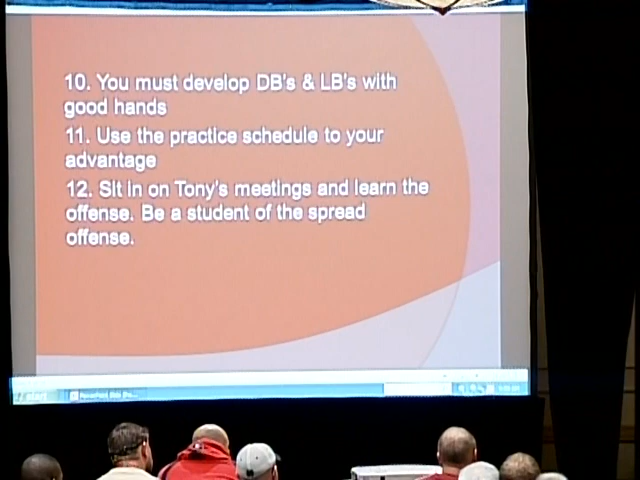 10. You must develop DB's & LB's with
good hands
11. Use the practice schedule to your
advantage
12. Sit in on Tony's meetings and learn the
offense. Be a student of the spread
offense.
start